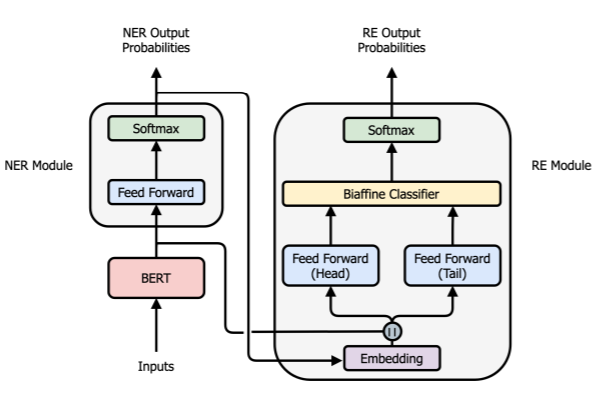 NER Output
Probabilities
RE Output
Probabilities
Softmax
Softmax
NER Module
RE Module
Feed Forward
Biaffine Classifier
BERT
Feed Forward
(Head)
Feed Forward
(Tail)
||
Embedding
Inputs